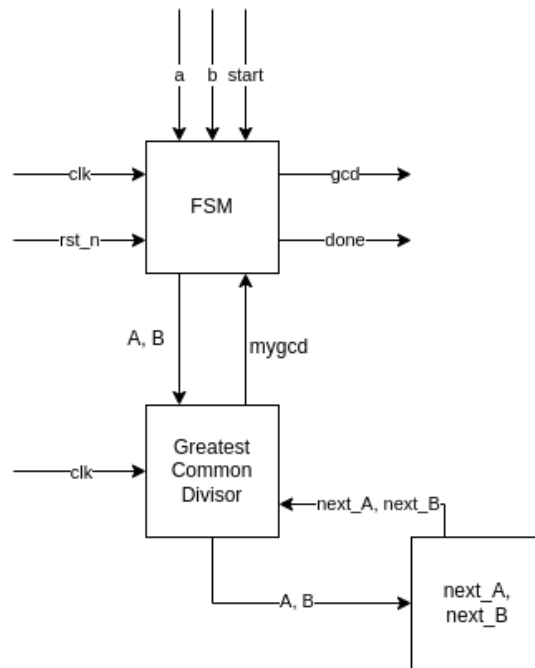 a
b
start
clk
gcd
FSM
rst_n
done
A, B
mygcd
Greatest
Common
Divisor
clk
next_A, next_B
A, B
next_A,
next_B